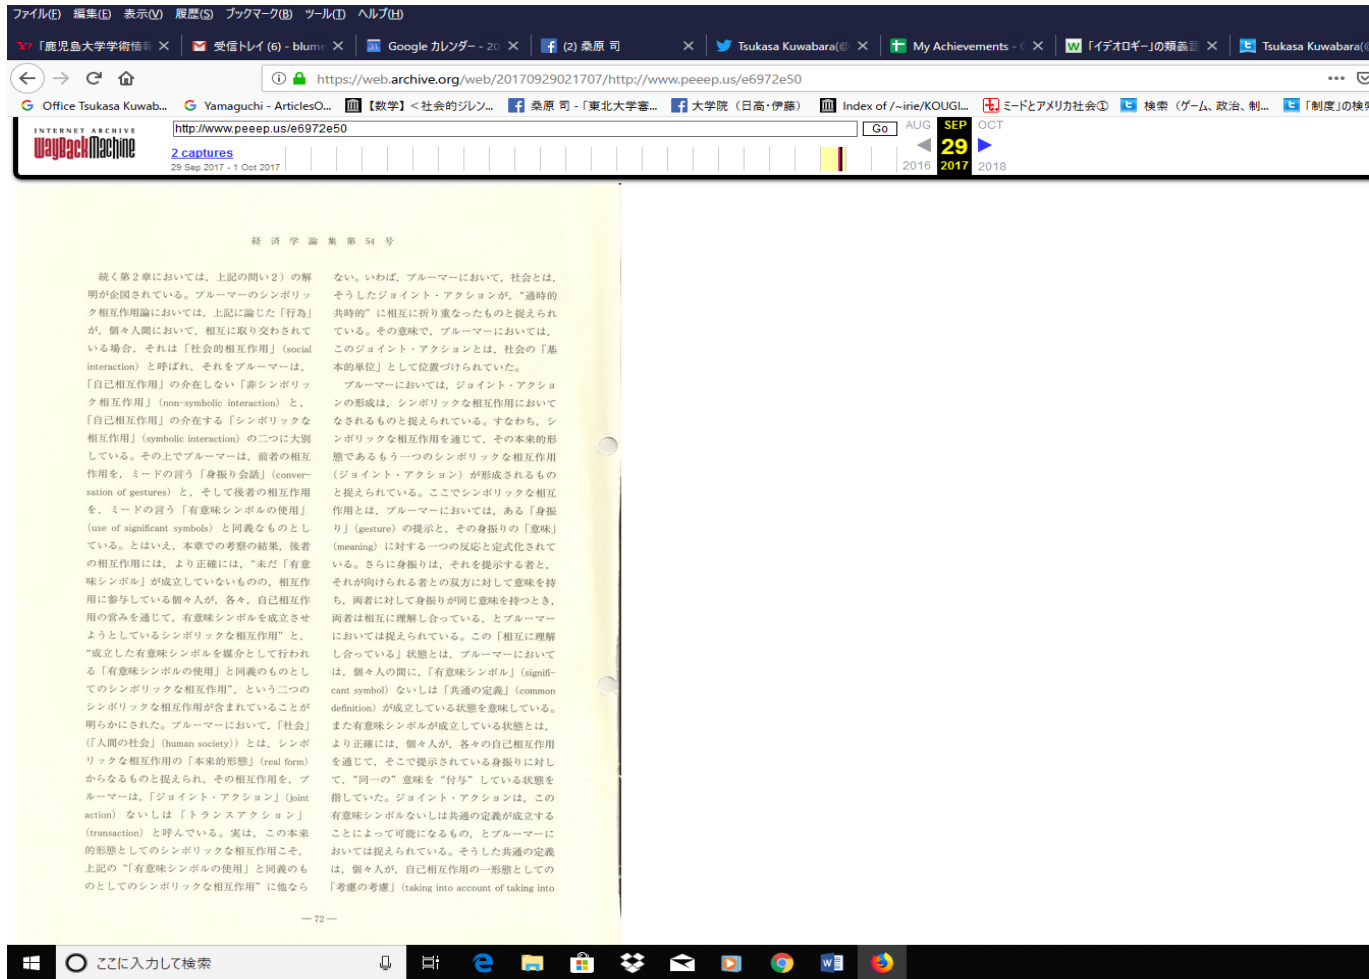 ファイル(F) 編集(E) 表示(V) 履歴(S) ブックマーク(B) ツール(T) ヘルプ(H)
「鹿児島大学学術情報 受信トレイ (6) - blume Google カレンダー - 20 (2) 桑原 司 Tsukasa Kuwabara(@ My Achievements - 「イデオロギー」の類義語 Tsukasa Kuwabara(@
https://web.archive.org/web/20170929021707/http://www.peeep.us/e6972e50
Office Tsukasa Kuwab... Yamaguchi - ArticlesO... 【数学】<社会的ジレン... 桑原 司 - 「東北大学審... 大学院（日高・伊藤） Index of /~irie/KOUGI... ミードとアメリカ社会① 検索（ゲーム、政治、制... 「制度」の検索
INTERNET ARCHIVE
WayBackMachine
http://www.peeep.us/e6972e50 Go
2 captures
29 Sep 2017 - 1 Oct 2017
AUG SEP OCT
29
2016 2017 2018
経 済 学 論 集 第 54 号
続く第2章においては，上記の問い2）の解
明が企図されている。ブルーマーのシンボリッ
ク相互作用論においては，上記に論じた「行為」
が，個々人間において，相互に取り交わされて
いる場合，それは「社会的相互作用」(social
interaction) と呼ばれ，それをブルーマーは，
「自己相互作用」の介在しない「非シンボリッ
ク相互作用」(non-symbolic interaction) と，
「自己相互作用」の介在する「シンボリックな
相互作用」(symbolic interaction) の二つに大別
している。その上でブルーマーは，前者の相互
作用を，ミードの言う「身振り会話」(conver-
sation of gestures) と，そして後者の相互作用
を，ミードの言う「有意味シンボルの使用」
(use of significant symbols) と同義なものとし
ている。とはいえ，本章での考察の結果，後者
の相互作用には，より正確には，“未だ「有意
味シンボル」が成立していないものの，相互作
用に参与している個々人が，各々，自己相互作
用の営みを通じて，有意味シンボルを成立させ
ようとしているシンボリックな相互作用” と，
“成立した有意味シンボルを媒介として行われ
る「有意味シンボルの使用」と同義のものとし
てのシンボリックな相互作用”，という二つの
シンボリックな相互作用が含まれていることが
明らかにされた。ブルーマーにおいて，「社会」
(「人間の社会」(human society)) とは，シンボ
リックな相互作用の「本来的形態」(real form)
からなるものと捉えられ，その相互作用を，ブ
ルーマーは，「ジョイント・アクション」(joint
action) ないしは「トランスアクション」
(transaction) と呼んでいる。実は，この本来
的形態としてのシンボリックな相互作用こそ，
上記の “「有意味シンボルの使用」と同義のも
のとしてのシンボリックな相互作用” に他なら
ない。いわば，ブルーマーにおいて，社会とは，
そうしたジョイント・アクションが，“通時的
共時的” に相互に折り重なったものと捉えられ
ている。その意味で，ブルーマーにおいては，
このジョイント・アクションとは，社会の「基
本的単位」として位置づけられていた。
ブルーマーにおいては，ジョイント・アクショ
ンの形成は，シンボリックな相互作用において
なされるものと捉えられている。すなわち，シ
ンボリックな相互作用を通じて，その本来的形
態であるもう一つのシンボリックな相互作用
(ジョイント・アクション) が形成されるもの
と捉えられている。ここでシンボリックな相互
作用とは，ブルーマーにおいては，ある「身振
り」(gesture) の提示と，その身振りの「意味」
(meaning) に対する一つの反応と定式化されて
いる。さらに身振りは，それを提示する者と，
それが向けられる者との双方に対して意味を持
ち，両者に対して身振りが同じ意味を持つとき，
両者は相互に理解し合っている，とブルーマー
においては捉えられている。この「相互に理解
し合っている」状態とは，ブルーマーにおいて
は，個々人の間に，「有意味シンボル」(signifi-
cant symbol) ないしは「共通の定義」(common
definition) が成立している状態を意味している。
また有意味シンボルが成立している状態とは，
より正確には，個々人が，各々の自己相互作用
を通じて，そこで提示されている身振りに対し
て，“同一の” 意味を “付与” している状態を
指していた。ジョイント・アクションは，この
有意味シンボルないしは共通の定義が成立する
ことによって可能になるもの，とブルーマーに
おいては捉えられている。そうした共通の定義
は，個々人が，自己相互作用の一形態としての
「考慮の考慮」(taking into account of taking into
― 72 ―
ここに入力して検索